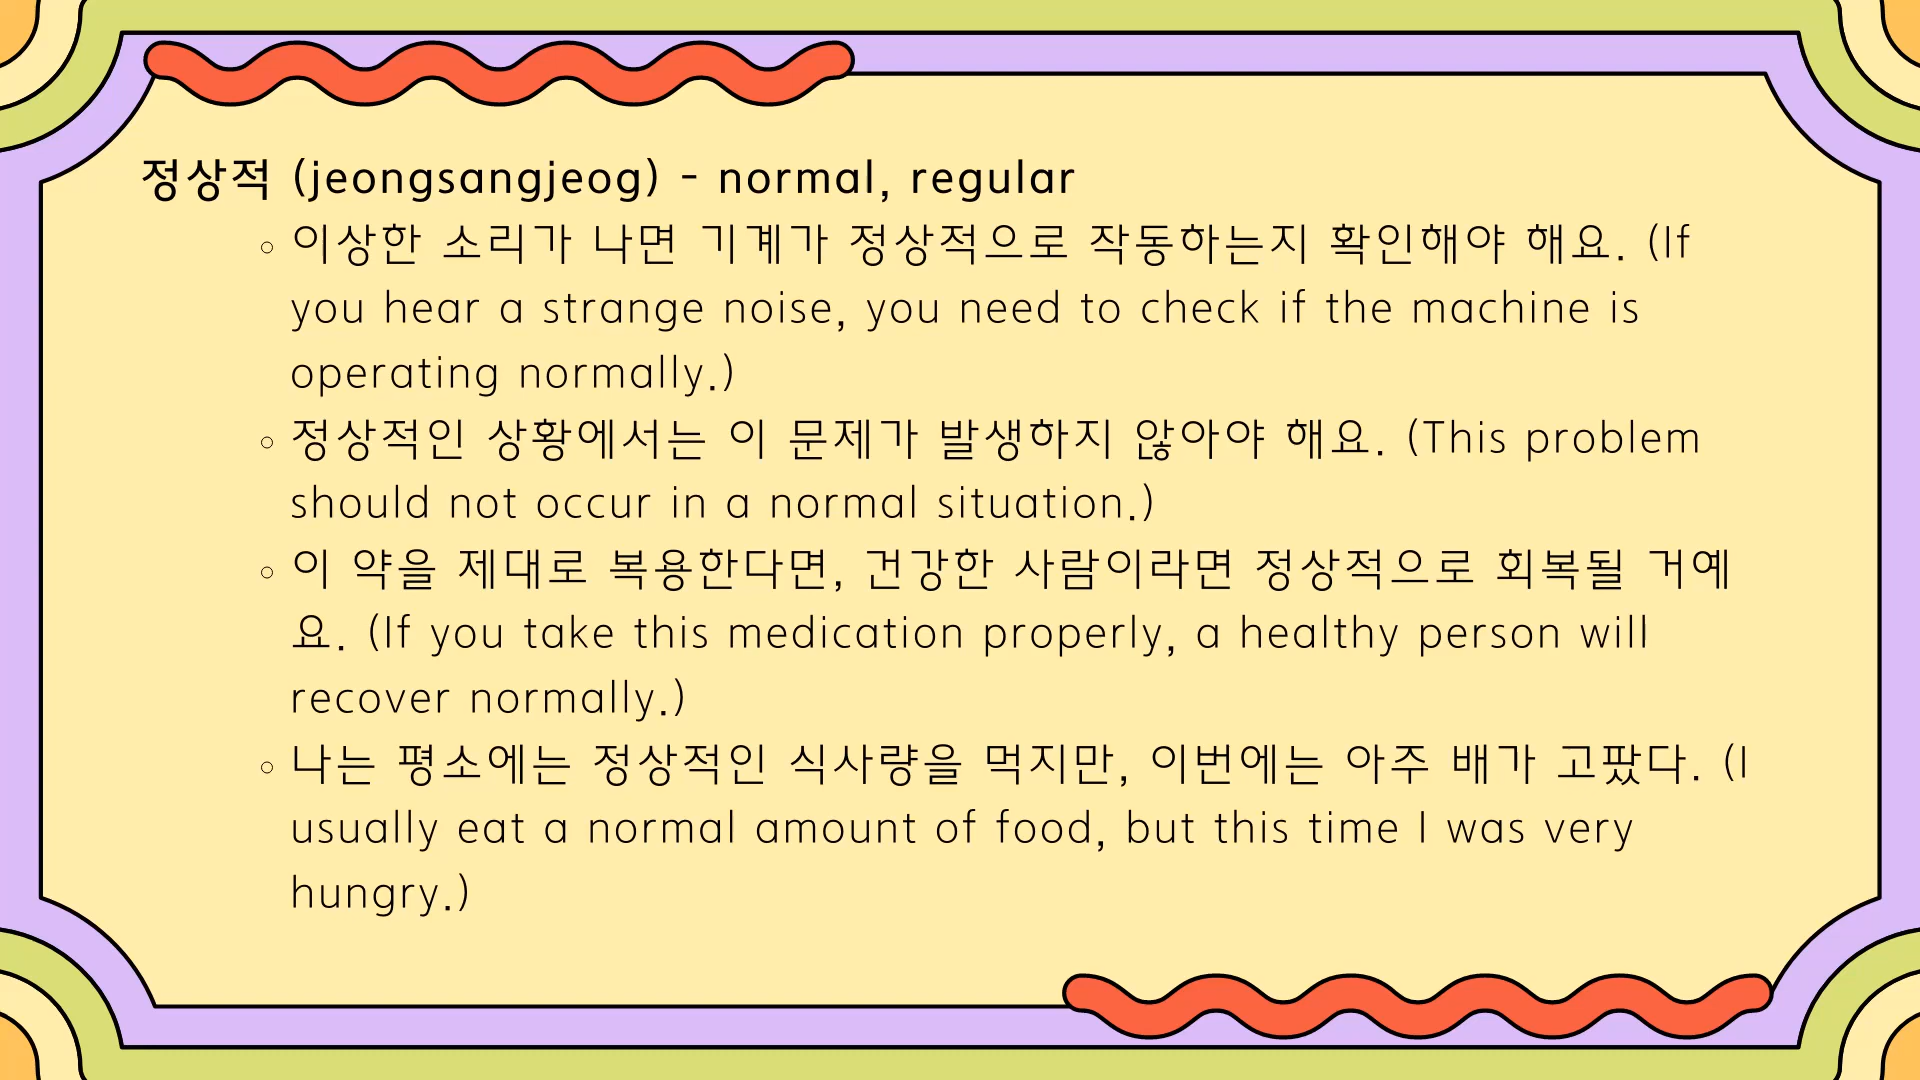 정상적 (jeongsangjeog) - normal, regular
◦ 이상한 소리가 나면 기계가 정상적으로 작동하는지 확인해야 해요. (If
you hear a strange noise, you need to check if the machine is
operating normally.)
◦ 정상적인 상황에서는 이 문제가 발생하지 않아야 해요. (This problem
should not occur in a normal situation.)
◦ 이 약을 제대로 복용한다면, 건강한 사람이라면 정상적으로 회복될 거예
요. (If you take this medication properly, a healthy person will
recover normally.)
◦ 나는 평소에는 정상적인 식사량을 먹지만, 이번에는 아주 배가 고팠다. (I
usually eat a normal amount of food, but this time I was very
hungry.)